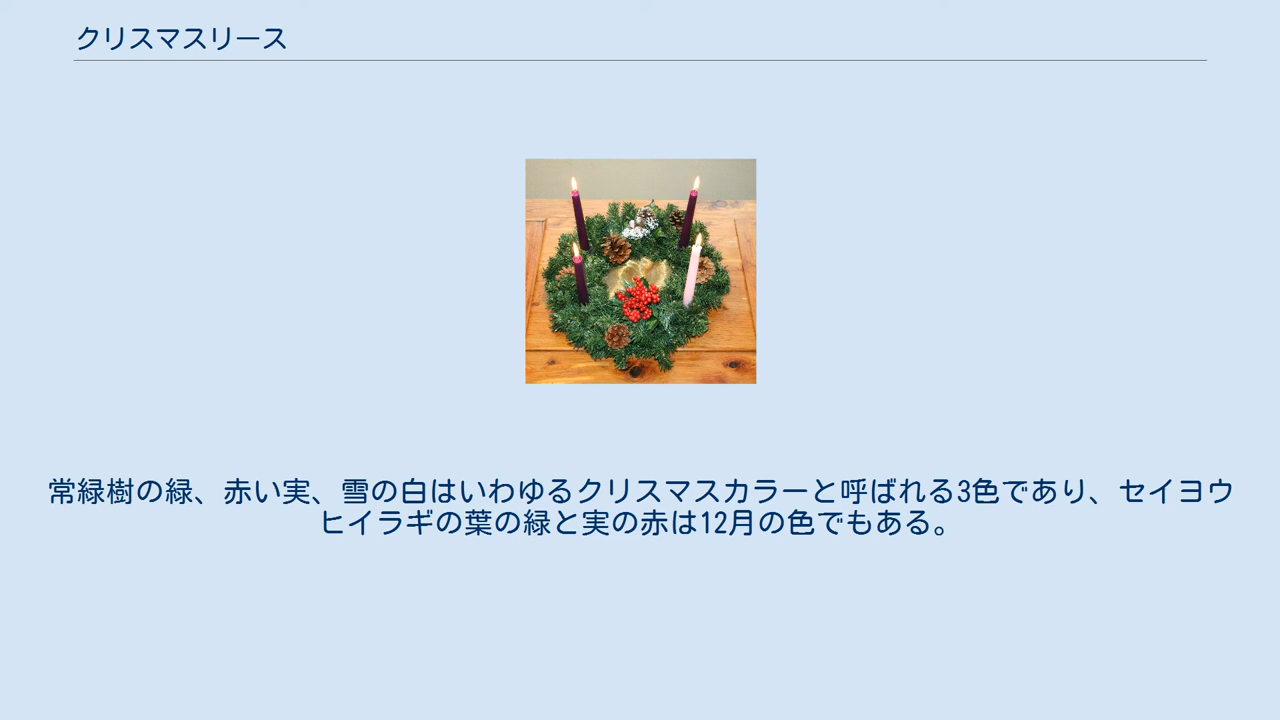 クリスマスリース
常緑樹の緑、赤い実、雪の白はいわゆるクリスマスカラーと呼ばれる3色であり、セイヨウ
ヒイラギの葉の緑と実の赤は12月の色でもある。